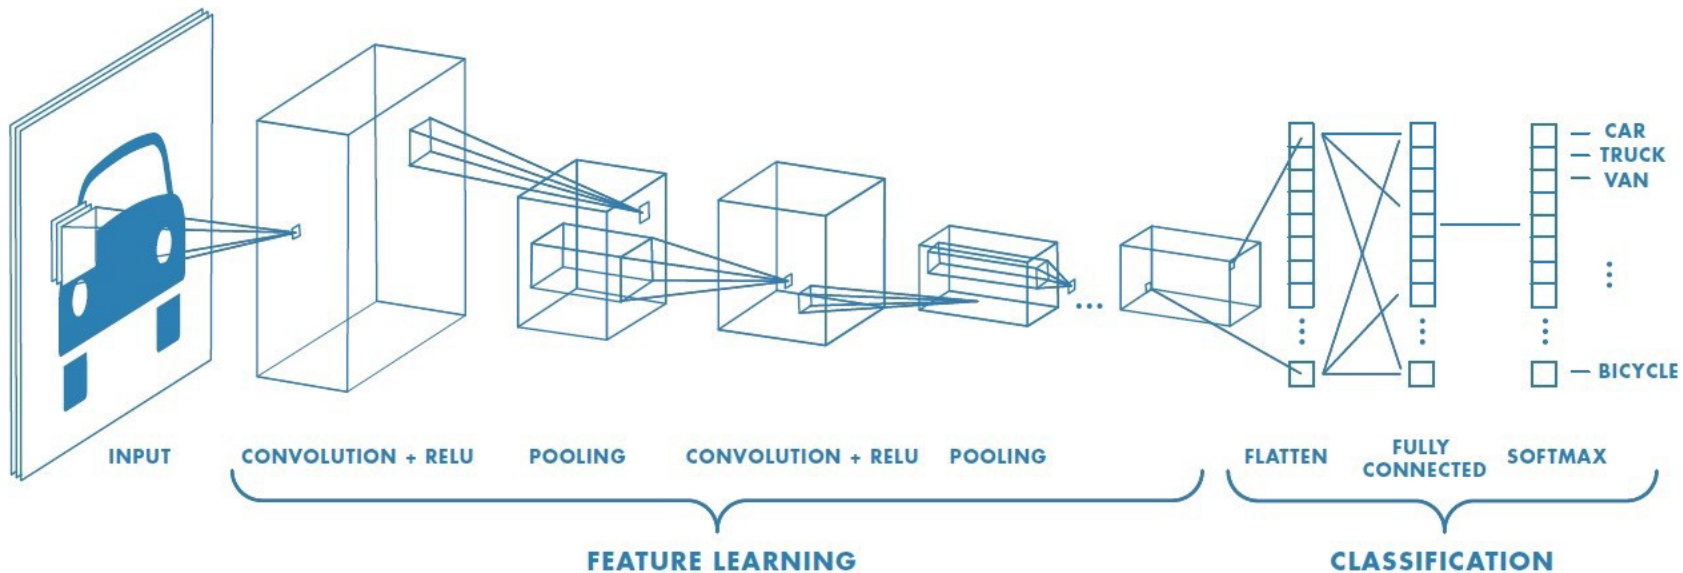 CAR
TRUCK
VAN
BICYCLE
INPUT
CONVOLUTION + RELU
POOLING
CONVOLUTION + RELU
POOLING
FLATTEN
FULLY
CONNECTED
SOFTMAX
FEATURE LEARNING
CLASSIFICATION